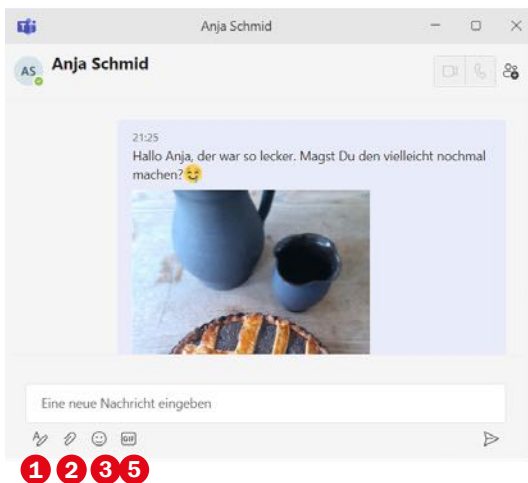 Anja Schmid
AS Anja Schmid
21:25
Hallo Anja, der war so lecker. Magst Du den vielleicht nochmal
machen?😋
Eine neue Nachricht eingeben
GIF
1 2 3 5